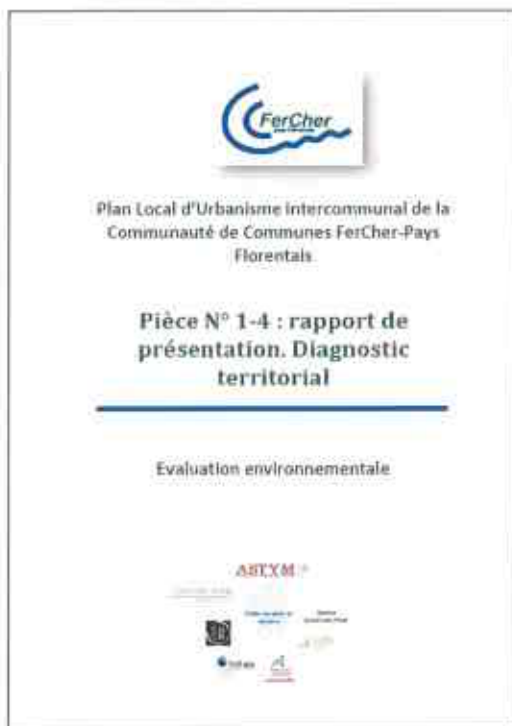 FerCher
Plan Local d'Urbanisme intercommunal de la
Communauté de Communes FerCher-Pays
Florentais
Pièce N° 1-4 : rapport de
présentation. Diagnostic
territorial
Evaluation environnementale